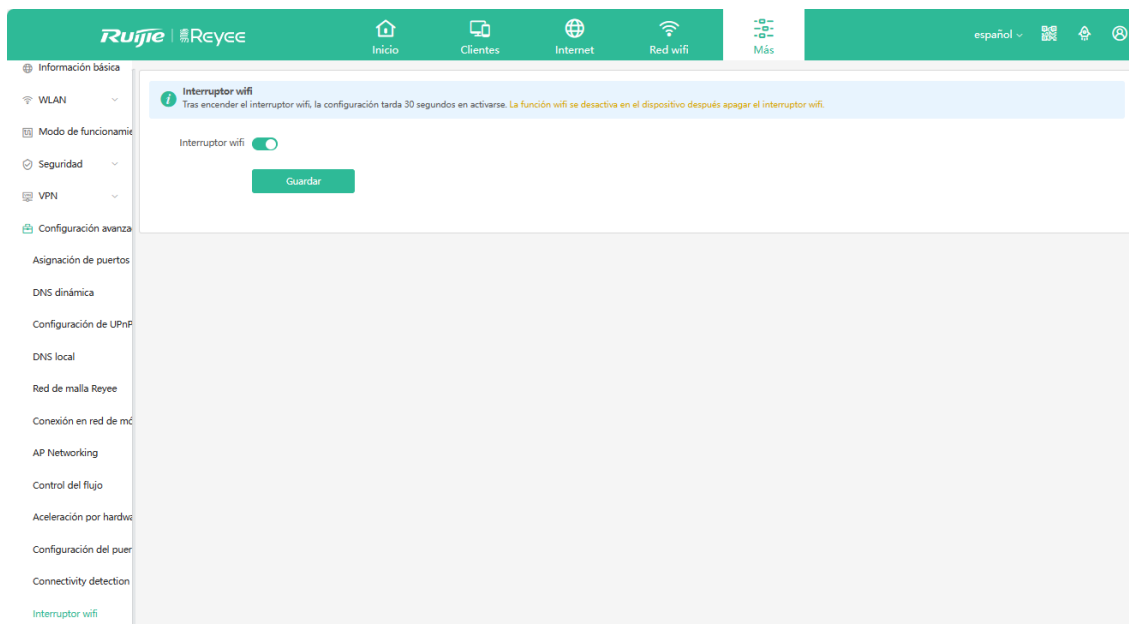 Ruijie | Reyee
Inicio
Clientes
Internet
Red wifi
Más
español
Información básica
WLAN
Modo de funcionamie
Seguridad
VPN
Configuración avanza
Asignación de puertos
DNS dinámica
Configuración de UPnP
DNS local
Red de malla Reyee
Conexión en red de mó
AP Networking
Control del flujo
Aceleración por hardwa
Configuración del puer
Connectivity detection
Interruptor wifi
Interruptor wifi
Tras encender el interruptor wifi, la configuración tarda 30 segundos en activarse. La función wifi se desactiva en el dispositivo después apagar el interruptor wifi.
Interruptor wifi
Guardar